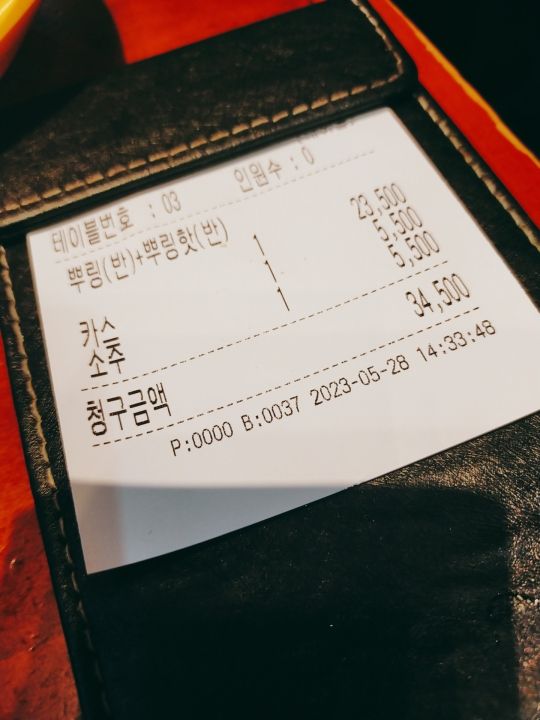 테이블번호 : 03 인원수 : 0
뿌링(반)+뿌링핫(반)
1 23,500
카스 1 5,500
소주 1 5,500
청구금액 34,500
P:0000 B:0037 2023-05-28 14:33:48